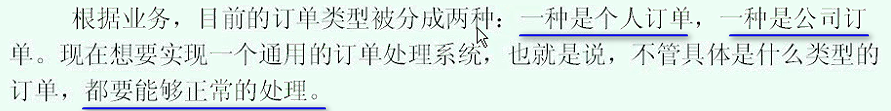 根据业务，目前的订单类型被分成两种：一种是个人订单，一种是公司订
单。现在想要实现一个通用的订单处理系统，也就是说，不管具体是什么类型的
订单，都要能够正常的处理。